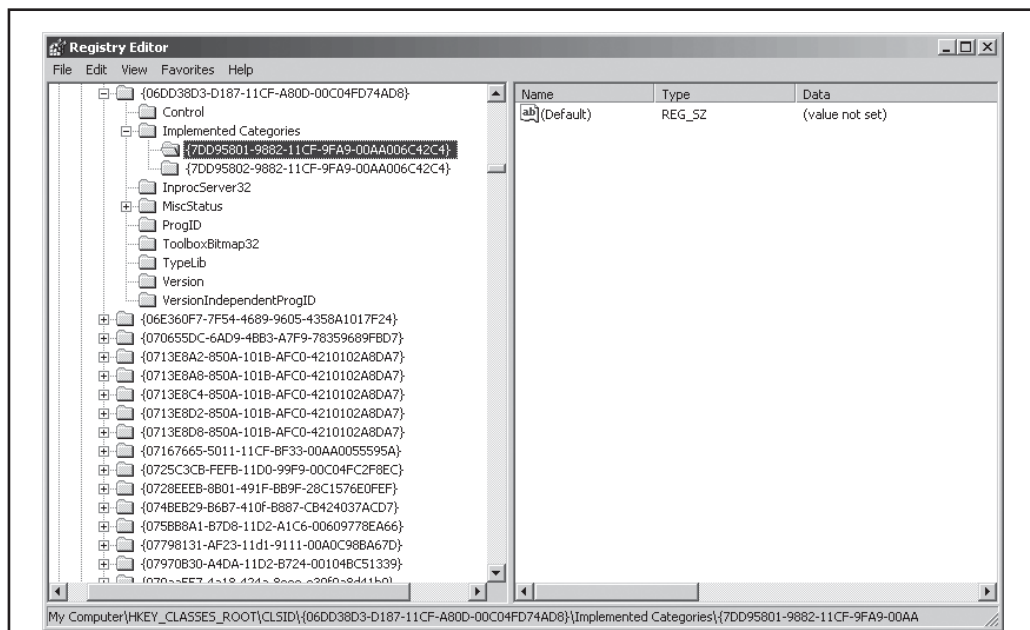 Registry Editor
File Edit View Favorites Help
{06DD38D3-D187-11CF-A80D-00C04FD74AD8}
Control
Implemented Categories
{7DD95801-9882-11CF-9FA9-00AA006C42C4}
{7DD95802-9882-11CF-9FA9-00AA006C42C4}
InprocServer32
MiscStatus
ProgID
ToolboxBitmap32
TypeLib
Version
VersionIndependentProgID
{06E360F7-7F54-4689-9605-4358A1017F24}
{070655DC-6AD9-4BB3-A7F9-78359689FBD7}
{0713E8A2-850A-101B-AFC0-4210102A8DA7}
{0713E8A8-850A-101B-AFC0-4210102A8DA7}
{0713E8C4-850A-101B-AFC0-4210102A8DA7}
{0713E8D2-850A-101B-AFC0-4210102A8DA7}
{0713E8D8-850A-101B-AFC0-4210102A8DA7}
{07167665-5011-11CF-BF33-00AA0055595A}
{0725C3CB-FEFB-11D0-99F9-00C04FC2F8EC}
{0728EEEB-8B01-491F-BB9F-28C1576E0FEF}
{074BEB29-B6B7-410f-B887-CB424037ACD7}
{075BB8A1-B7D8-11D2-A1C6-00609778EA66}
{07798131-AF23-11d1-9111-00A0C98BA67D}
{07970B30-A4DA-11D2-B724-00104BC51339}
Name Type Data
ab (Default) REG_SZ (value not set)
My Computer\HKEY_CLASSES_ROOT\CLSID\{06DD38D3-D187-11CF-A80D-00C04FD74AD8}\Implemented Categories\{7DD95801-9882-11CF-9FA9-00AA